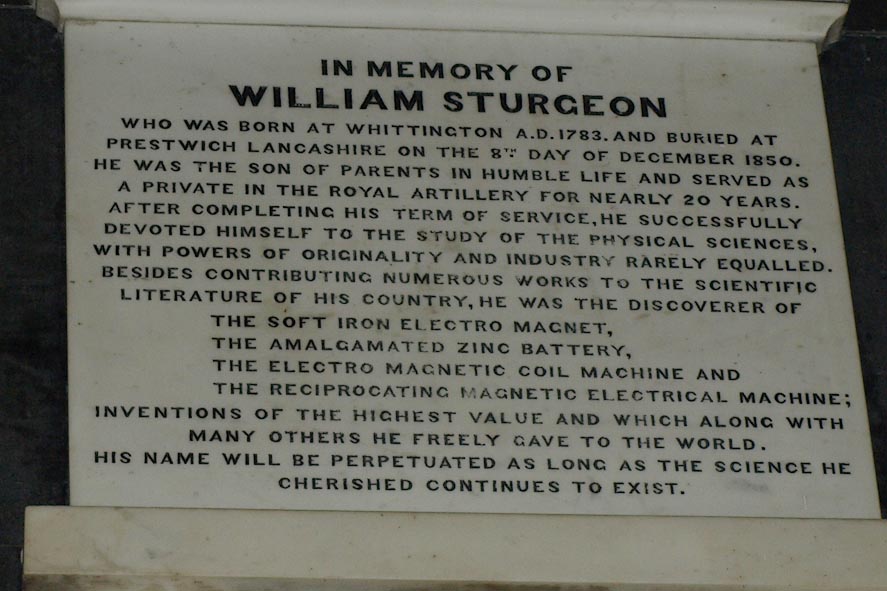 IN MEMORY OF
WILLIAM STURGEON
WHO WAS BORN AT WHITTINGTON A.D.1783. AND BURIED AT
PRESTWICH LANCASHIRE ON THE 8TH DAY OF DECEMBER 1850.
HE WAS THE SON OF PARENTS IN HUMBLE LIFE AND SERVED AS
A PRIVATE IN THE ROYAL ARTILLERY FOR NEARLY 20 YEARS.
AFTER COMPLETING HIS TERM OF SERVICE, HE SUCCESSFULLY
DEVOTED HIMSELF TO THE STUDY OF THE PHYSICAL SCIENCES,
WITH POWERS OF ORIGINALITY AND INDUSTRY RARELY EQUALLED.
BESIDES CONTRIBUTING NUMEROUS WORKS TO THE SCIENTIFIC
LITERATURE OF HIS COUNTRY, HE WAS THE DISCOVERER OF
THE SOFT IRON ELECTRO MAGNET,
THE AMALGAMATED ZINC BATTERY,
THE ELECTRO MAGNETIC COIL MACHINE AND
THE RECIPROCATING MAGNETIC ELECTRICAL MACHINE;
INVENTIONS OF THE HIGHEST VALUE AND WHICH ALONG WITH
MANY OTHERS HE FREELY GAVE TO THE WORLD.
HIS NAME WILL BE PERPETUATED AS LONG AS THE SCIENCE HE
CHERISHED CONTINUES TO EXIST.